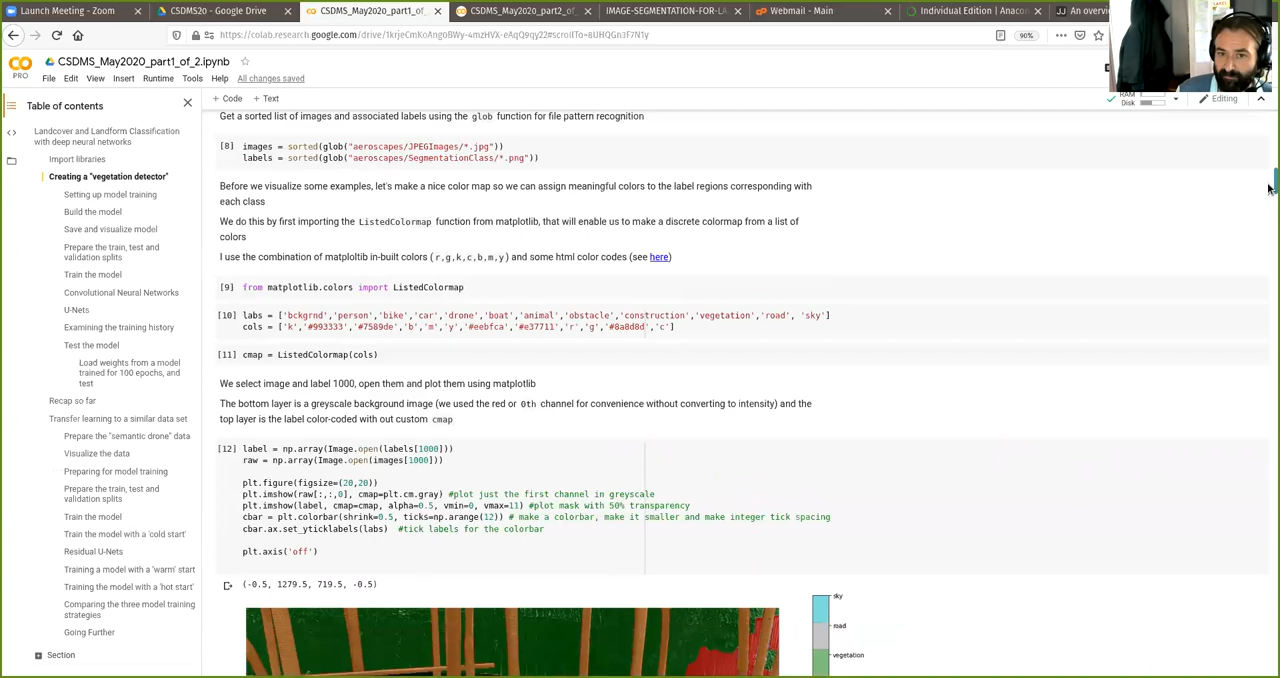 Launch Meeting - Zoom
CSDMS20 - Google Drive
CSDMS_May2020_part1_of_
CSDMS_May2020_part2_of_
IMAGE-SEGMENTATION-FOR-LA
Webmail - Main
Individual Edition | Anacon
An overvi
90%
CSDMS_May2020_part1_of_2.ipynb
PRO
File Edit View Insert Runtime Tools Help All changes saved
RAM
Disk
Editing
+ Code + Text
Table of contents
Landcover and Landform Classification
with deep neural networks
Import libraries
Creating a "vegetation detector"
Setting up model training
Build the model
Save and visualize model
Prepare the train, test and
validation splits
Train the model
Convolutional Neural Networks
U-Nets
Examining the training history
Test the model
Load weights from a model
trained for 100 epochs, and
test
Recap so far
Transfer learning to a similar data set
Prepare the "semantic drone" data
Visualize the data
Preparing for model training
Prepare the train, test and
validation splits
Train the model
Train the model with a 'cold start'
Residual U-Nets
Training a model with a 'warm' start
Training the model with a 'hot start'
Comparing the three model training
strategies
Going Further
Section
Get a sorted list of images and associated labels using the glob function for file pattern recognition
[8] images = sorted(glob("aeroscapes/JPEGImages/*.jpg"))
labels = sorted(glob("aeroscapes/SegmentationClass/*.png"))
Before we visualize some examples, let's make a nice color map so we can assign meaningful colors to the label regions corresponding with
each class
We do this by first importing the ListedColormap function from matplotlib, that will enable us to make a discrete colormap from a list of
colors
I use the combination of matploltib in-built colors (r,g,k,c,b,m,y) and some html color codes (see here)
[9] from matplotlib.colors import ListedColormap
[10] labs = ['bckgrnd','person','bike','car','drone','boat','animal','obstacle','construction','vegetation','road', 'sky']
cols = ['k','#993333','#7589de','b','m','y','#eebfca','#e37711','r','g','#8a8d8d','c']
[11] cmap = ListedColormap(cols)
We select image and label 1000, open them and plot them using matplotlib
The bottom layer is a greyscale background image (we used the red or 0th channel for convenience without converting to intensity) and the
top layer is the label color-coded with out custom cmap
[12] label = np.array(Image.open(labels[1000]))
raw = np.array(Image.open(images[1000]))
plt.figure(figsize=(20,20))
plt.imshow(raw[:,:,0], cmap=plt.cm.gray) #plot just the first channel in greyscale
plt.imshow(label, cmap=cmap, alpha=0.5, vmin=0, vmax=11) #plot mask with 50% transparency
cbar = plt.colorbar(shrink=0.5, ticks=np.arange(12)) # make a colorbar, make it smaller and make integer tick spacing
cbar.ax.set_yticklabels(labs) #tick labels for the colorbar
plt.axis('off')
(-0.5, 1279.5, 719.5, -0.5)
sky
road
vegetation